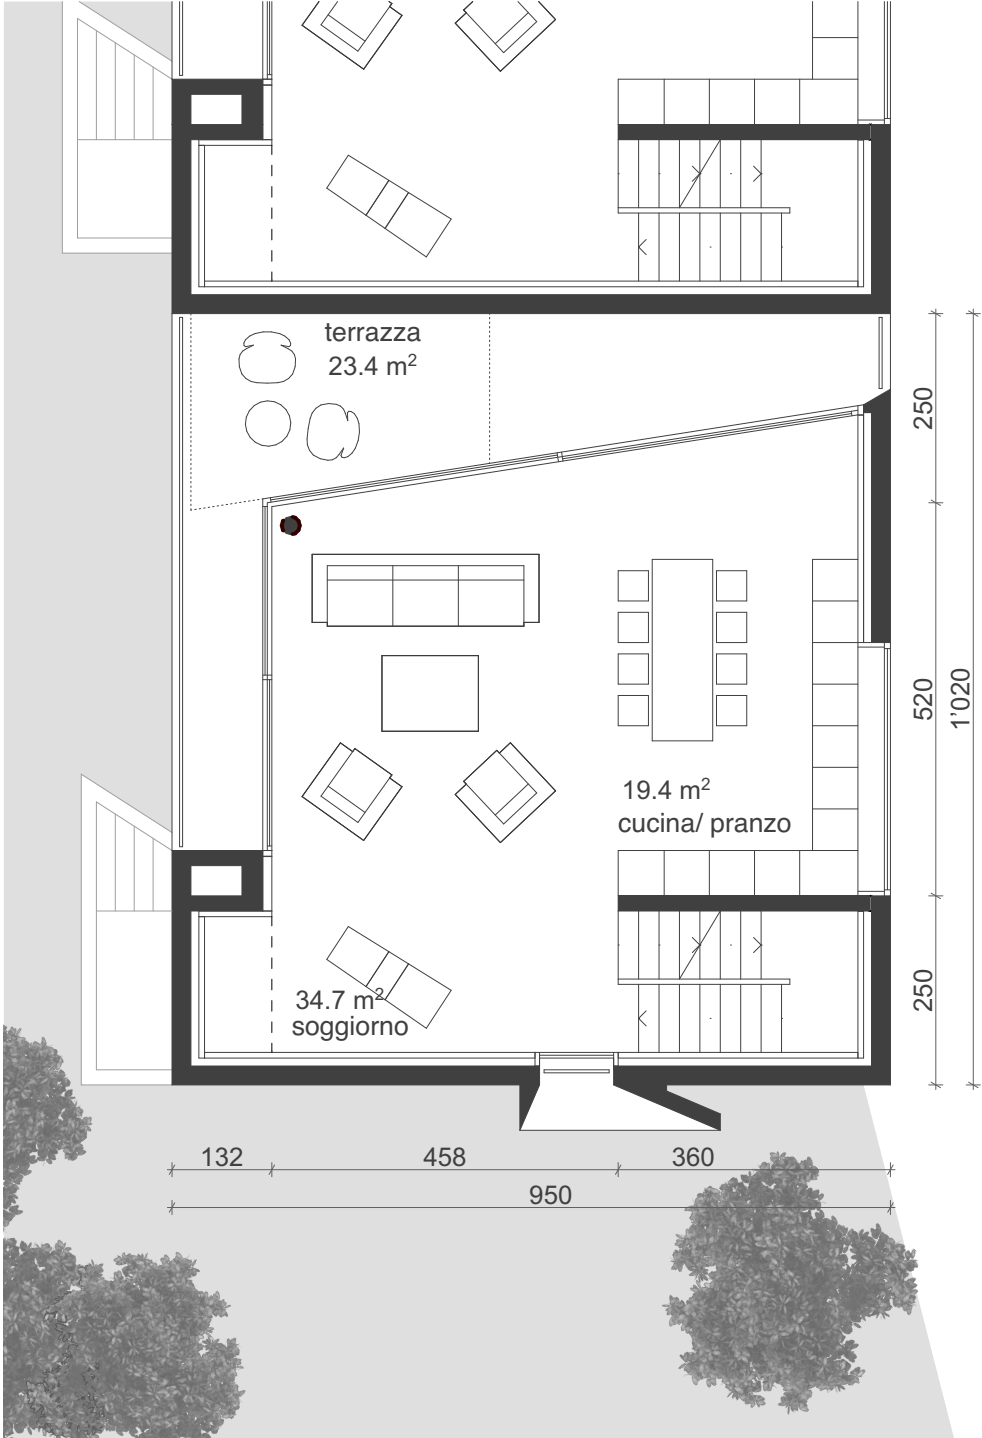 terrazza
23.4 m²
250
520
1'020
19.4 m²
cucina/ pranzo
250
34.7 m²
soggiorno
132
458
360
950